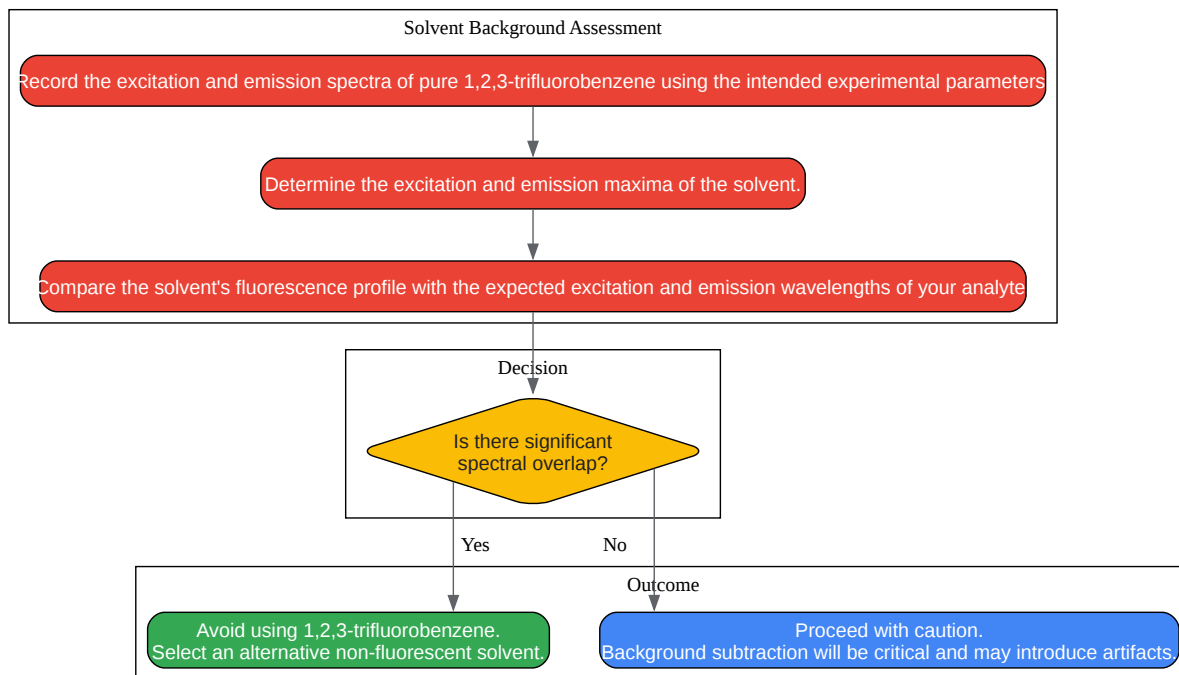 Solvent Background Assessment
Record the excitation and emission spectra of pure 1,2,3-trifluorobenzene using the intended experimental parameters
Determine the excitation and emission maxima of the solvent.
Compare the solvent's fluorescence profile with the expected excitation and emission wavelengths of your analyte
Decision
Is there significant
spectral overlap?
Yes
No
Outcome
Avoid using 1,2,3-trifluorobenzene.
Select an alternative non-fluorescent solvent.
Proceed with caution.
Background subtraction will be critical and may introduce artifacts.